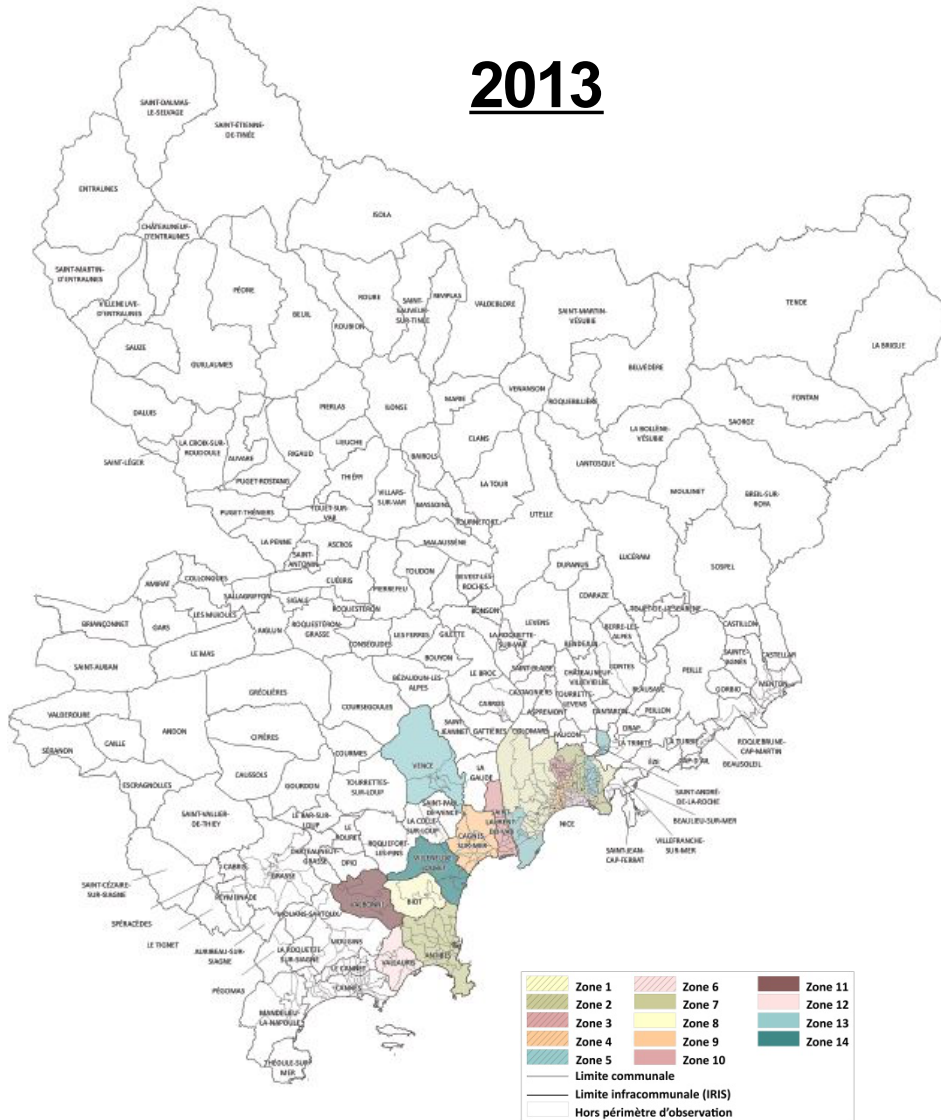 2013
SAINT-DALMAS-
LE-SELVAGE
SAINT-ÉTIENNE-
DE-TINÉE
ENTRAUNES
ISOLA
CHÂTEAUNEUF-
D'ENTRAUNES
SAINT-MARTIN-
D'ENTRAUNES
PÉONE
ROURE
SAINT-
SAUVEUR-
SUR-TINÉE
RIMPLAS
VALDEBLORE
SAINT-MARTIN-
VÉSUBIE
TENDE
VILLENEUVE-
D'ENTRAUNES
BEUIL
ROUBION
SAUZE
GUILLAUMES
LA BRIGUE
BELVÉDÈRE
VENANSON
ROQUEBILLIÈRE
FONTAN
MARIE
PIERLAS
ILONSE
DALUIS
SAORGE
LA BOLLÈNE-
VÉSUBIE
CLANS
LA CROIX-SUR-
ROUDOULE
LIEUCHE
RIGAUD
BAIROLS
SAINT-LÉGER
AUVARE
LANTOSQUE
THIÉRY
PUGET-ROSTANG
LA TOUR
MOULINET
BREIL-SUR-
ROYA
VILLARS-
SUR-VAR
MASSOINS
TOUËT-SUR-
VAR
PUGET-THÉNIERS
UTELLE
TOURNEFORT
LA PENNE
ASCROS
MALAUSSÈNE
SAINT-
ANTONIN
LUCÉRAM
SOSPEL
DURANUS
TOUDON
AMIRAT
COLLONGUES
CUÉBRIS
REVEST-LES-
ROCHES
PIERREFEU
SALLAGRIFFON
COARAZE
SIGALE
LES MUJOULS
ROQUESTÉRON
TOUËT-DE-L'ESCARÈNE
BONSON
CASTILLON
BRIANÇONNET
GARS
AIGLUN
ROQUESTÉRON-
GRASSE
LEVENS
BERRE-LES-
ALPES
CONSÉGUDES
LES FERRES
GILETTE
LA ROQUETTE-
SUR-VAR
BENDEJUN
SAINTE-
AGNÈS
CASTELLAR
LE MAS
BOUYON
SAINT-AUBAN
SAINT-BLAISE
CHÂTEAUNEUF-
VILLEVIEILLE
CONTES
PEILLE
LE BROC
BÉZAUDUN-LES-
ALPES
MENTON
GORBIO
GRÉOLIÈRES
CASTAGNIERS
TOURRETTE-
LEVENS
BLAUSASC
COURSEGOULES
CARROS
ASPREMONT
CANTARON
PEILLON
VALDEROURE
SAINT-
JEANNET
GATTIÈRES
COLOMARS
FALICON
DRAP
ANDON
CIPIÈRES
LA TRINITÉ
LA TURBIE
ROQUEBRUNE-
CAP-MARTIN
SÉRANON
CAILLE
COURMES
BEAUSOLEIL
ÈZE
CAP-D'AIL
VENCE
LA
GAUDE
ESCRAGNOLLES
CAUSSOLS
TOURRETTES-
SUR-LOUP
GOURDON
SAINT-ANDRÉ-
DE-LA-ROCHE
SAINT-PAUL-
DE-VENCE
SAINT-VALLIER-
DE-THIEY
LE BAR-SUR-
LOUP
LA COLLE-
SUR-LOUP
SAINT-
LAURENT-
DU-VAR
NICE
BEAULIEU-SUR-MER
LE
ROURET
CAGNES-
SUR-MER
ROQUEFORT-
LES-PINS
VILLEFRANCHE-
SUR-MER
CHÂTEAUNEUF-
GRASSE
SAINT-JEAN-
CAP-FERRAT
CABRIS
OPIO
VILLENEUVE-
LOUBET
GRASSE
SAINT-CÉZAIRE-
SUR-SIAGNE
PEYMEINADE
VALBONNE
BIOT
SPÉRACÈDES
MOUANS-SARTOUX
LE TIGNET
AURIBEAU-SUR-
SIAGNE
MOUGINS
LA ROQUETTE-
SUR-SIAGNE
ANTIBES
VALLAURIS
LE CANNET
PÉGOMAS
CANNES
MANDELIEU-
LA-NAPOULE
THÉOULE-SUR-
MER
Zone 1
Zone 2
Zone 3
Zone 4
Zone 5
Zone 6
Zone 7
Zone 8
Zone 9
Zone 10
Zone 11
Zone 12
Zone 13
Zone 14
Limite communale
Limite infracommunale (IRIS)
Hors périmètre d'observation